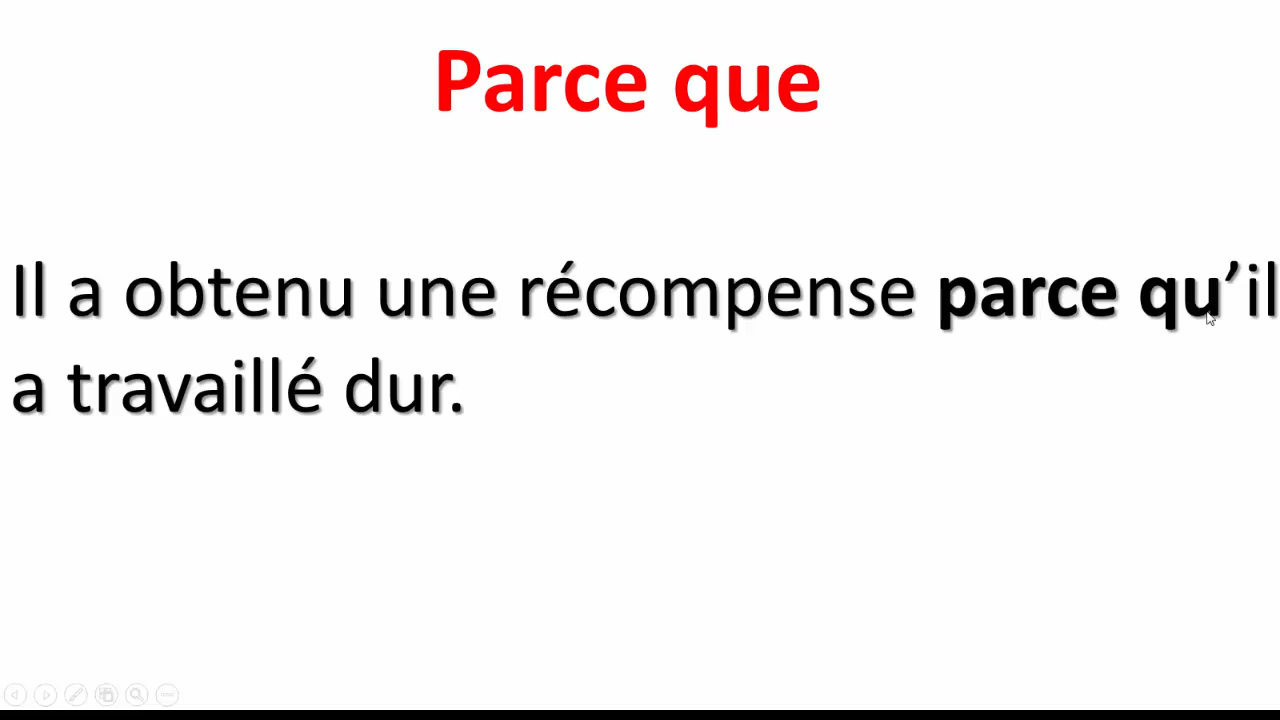 Parce que
Il a obtenu une récompense parce qu’il
a travaillé dur.